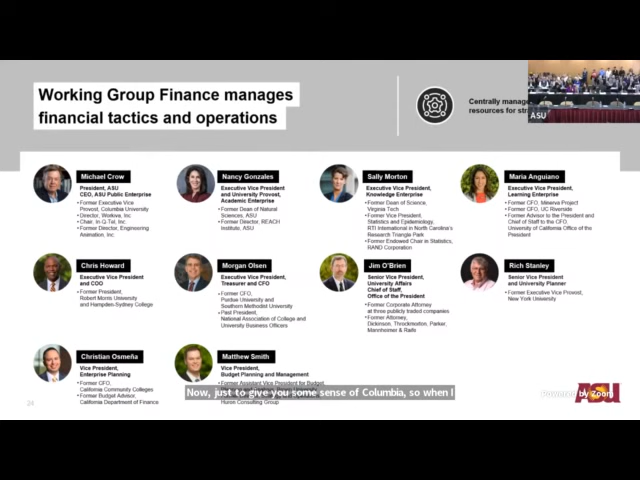 Working Group Finance manages
financial tactics and operations
Centrally manage
resources for
ASU
Michael Crow
President, ASU
CEO, ASU Public Enterprise
• Former Executive Vice
Provost, Columbia University
• Director, Workiva, Inc
• Chair, In-Q-Tel, Inc.
• Former Director, Engineering
Animation, Inc
Nancy Gonzales
Executive Vice President
and University Provost,
Academic Enterprise
• Former Dean of Natural
Sciences, ASU
• Former Director, REACH
Institute, ASU
Sally Morton
Executive Vice President,
Knowledge Enterprise
• Former Dean of Science,
Virginia Tech
• Former Vice President,
Statistics and Epidemiology,
RTI International in North Carolina's
Research Triangle Park
• Former Endowed Chair in Statistics,
RAND Corporation
Maria Anguiano
Executive Vice President,
Learning Enterprise
• Former CFO, Minerva Project
• Former CFO, UC Riverside
• Former Advisor to the President and
Chief of Staff to the CFO,
University of California Office of the
President
Chris Howard
Executive Vice President
and COO
• Former President,
Robert Morris University
and Hampden-Sydney College
Morgan Olsen
Executive Vice President,
Treasurer and CFO
• Former CFO,
Purdue University and
Southern Methodist University
• Past President,
National Association of College and
University Business Officers
Jim O'Brien
Senior Vice President,
University Affairs
Chief of Staff,
Office of the President
• Former Corporate Attorney
at three publicly traded companies
• Former Attorney,
Dickinson, Throckmorton, Parker,
Mannheimer & Raife
Rich Stanley
Senior Vice President
and University Planner
• Former Executive Vice Provost,
New York University
Christian Osmeña
Vice President,
Enterprise Planning
• Former CFO,
California Community Colleges
• Former Budget Advisor,
California Department of Finance
Matthew Smith
Vice President,
Budget Planning and Management
• Former Assistant Vice President for Budget,
Now, just to give you some sense of Columbia, so when I
Huron Consulting Group
24
ASU
Powered by Zoom